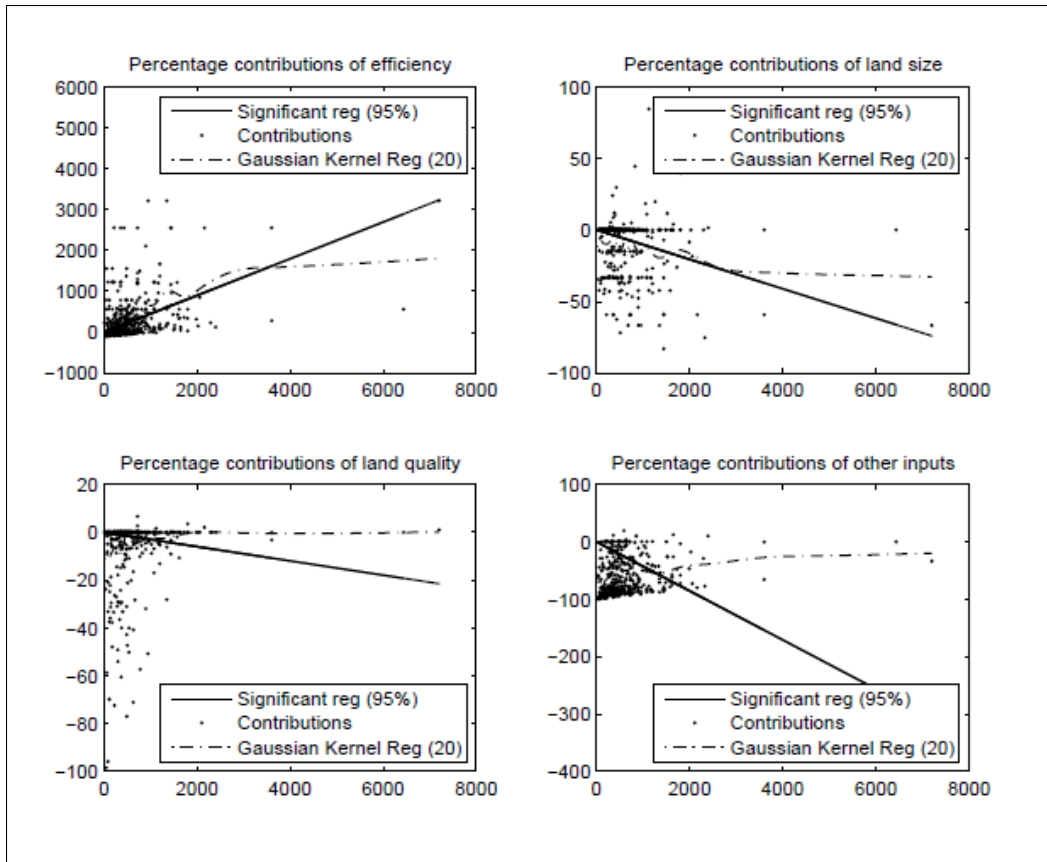 Percentage contributions of efficiency
6000
5000
4000
3000
2000
1000
0
−1000
0 2000 4000 6000 8000
Significant reg (95%)
Contributions
Gaussian Kernel Reg (20)
Percentage contributions of land size
100
50
0
−50
−100
0 2000 4000 6000 8000
Significant reg (95%)
Contributions
Gaussian Kernel Reg (20)
Percentage contributions of land quality
20
0
−20
−40
−60
−80
−100
0 2000 4000 6000 8000
Significant reg (95%)
Contributions
Gaussian Kernel Reg (20)
Percentage contributions of other inputs
100
0
−100
−200
−300
−400
0 2000 4000 6000 8000
Significant reg (95%)
Contributions
Gaussian Kernel Reg (20)